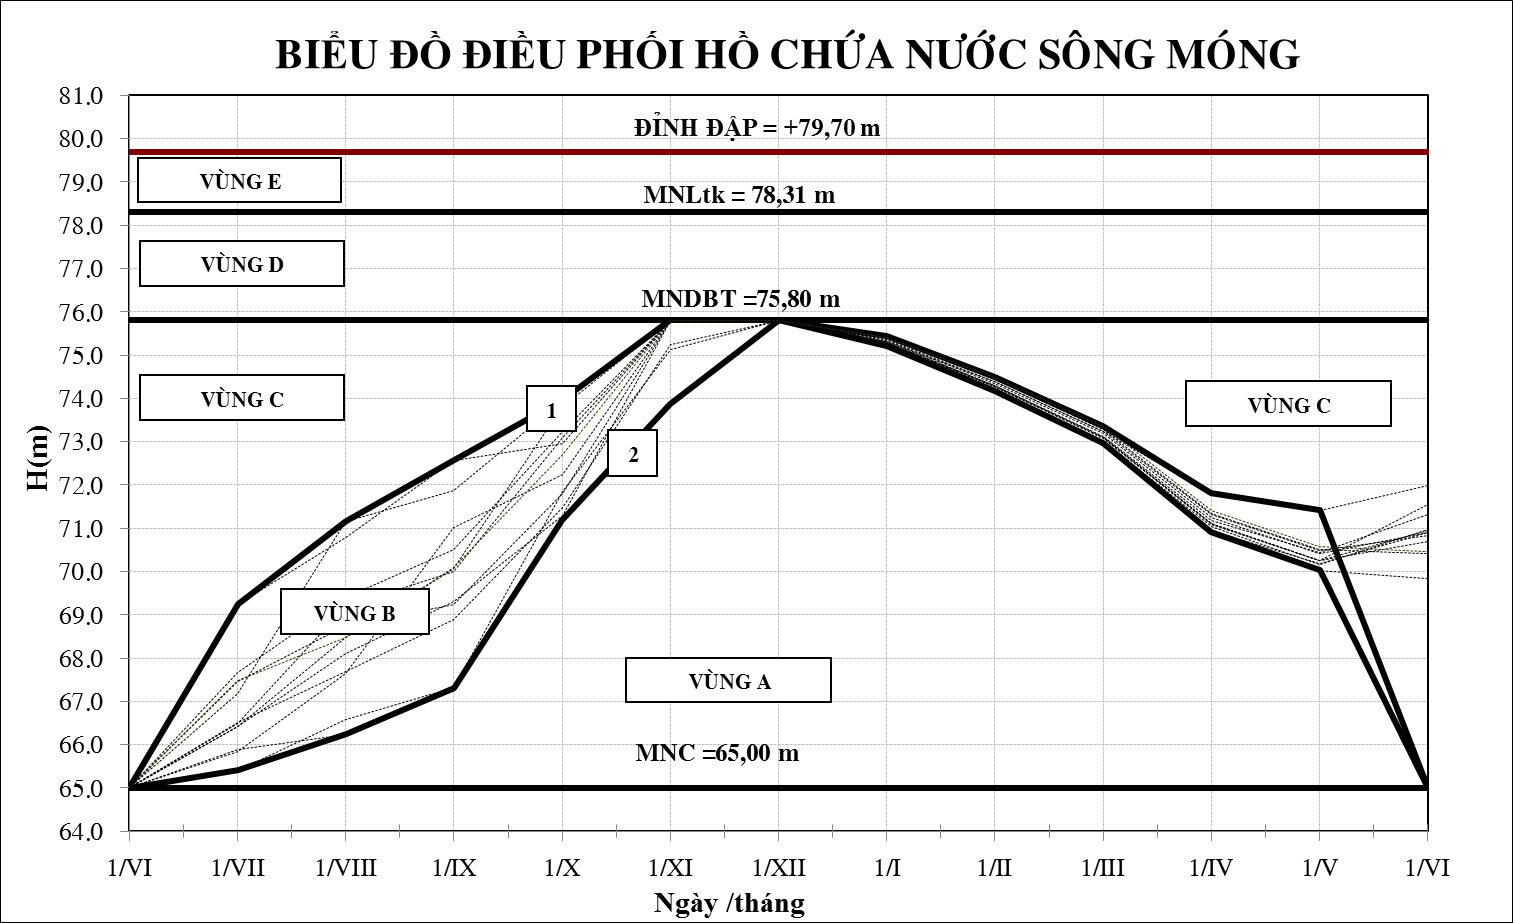 BIỂU ĐỒ ĐIỀU PHỐI HỒ CHỨA NƯỚC SÔNG MÓNG
81.0
ĐỈNH ĐẬP = +79,70 m
80.0
VÙNG E
79.0
MNLtk = 78,31 m
78.0
VÙNG D
77.0
MNDBT =75,80 m
76.0
75.0
VÙNG C
VÙNG C
74.0
1
73.0
2
H(m)
72.0
71.0
70.0
VÙNG B
69.0
68.0
VÙNG A
67.0
66.0
MNC =65,00 m
65.0
64.0
1/VI 1/VII 1/VIII 1/IX 1/X 1/XI 1/XII 1/I 1/II 1/III 1/IV 1/V 1/VI
Ngày /tháng